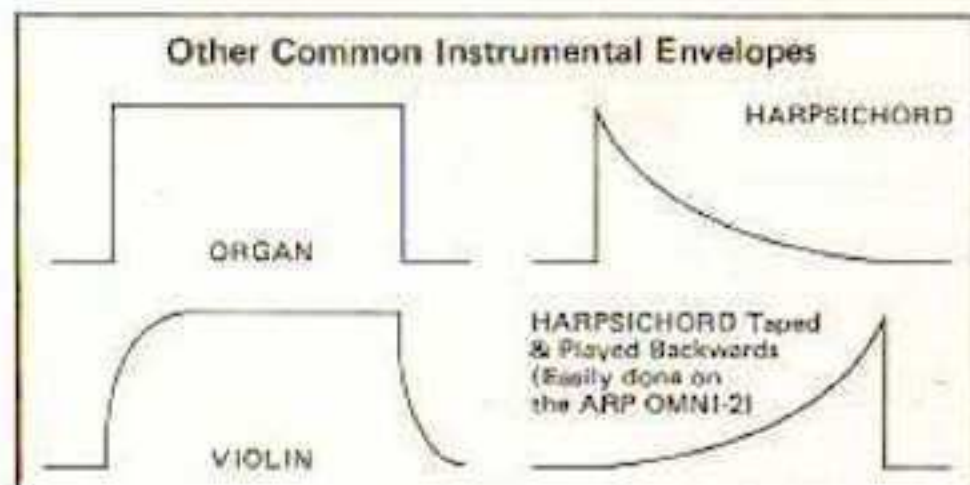 Other Common Instrumental Envelopes
HARPSICHORD
ORGAN
HARPSICHORD Taped
& Played Backwards
(Easily done on
the ARP OMNI-2)
VIOLIN